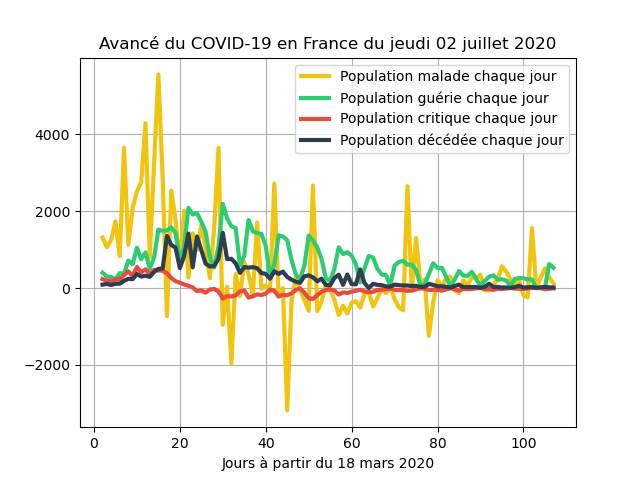 Avancé du COVID-19 en France du jeudi 02 juillet 2020
Population malade chaque jour
Population guérie chaque jour
Population critique chaque jour
Population décédée chaque jour
4000
2000
0
−2000
0 20 40 60 80 100
Jours à partir du 18 mars 2020